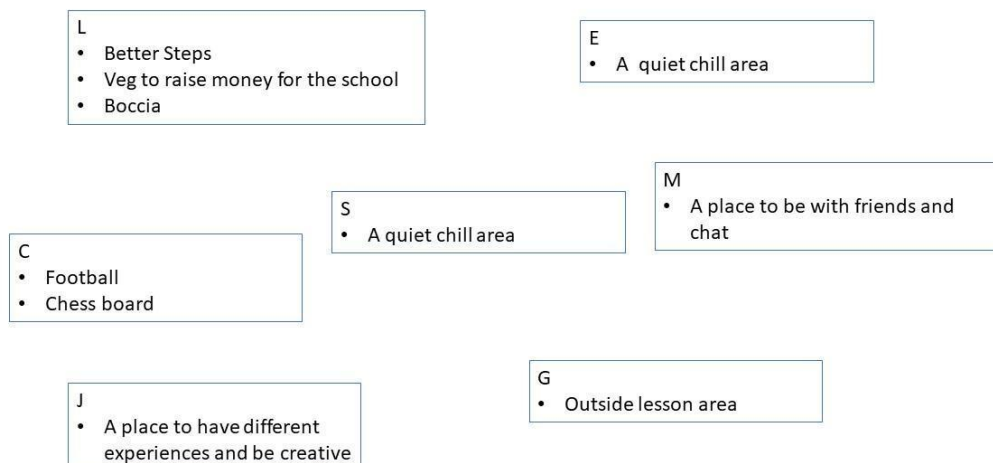 L
• Better Steps
• Veg to raise money for the school
• Boccia
E
• A quiet chill area
M
• A place to be with friends and
chat
S
• A quiet chill area
C
• Football
• Chess board
G
• Outside lesson area
J
• A place to have different
experiences and be creative